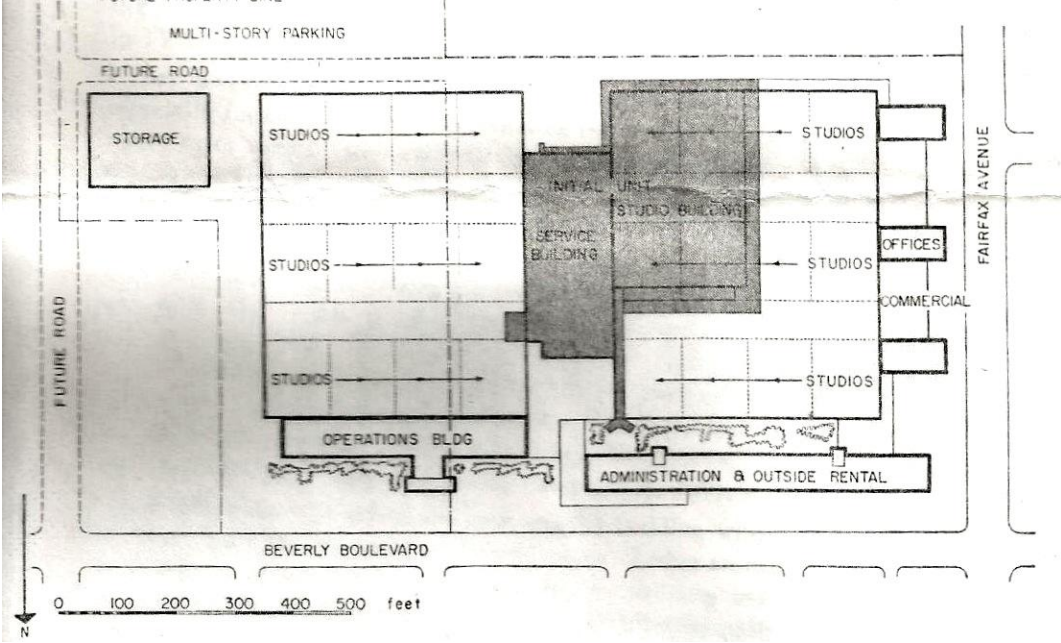 MULTI-STORY PARKING
FUTURE ROAD
STORAGE
STUDIOS
STUDIOS
INITIAL UNIT
STUDIO BUILDING
SERVICE
BUILDING
FAIRFAX AVENUE
OFFICES
STUDIOS
STUDIOS
COMMERCIAL
FUTURE ROAD
STUDIOS
STUDIOS
OPERATIONS BLDG
ADMINISTRATION & OUTSIDE RENTAL
BEVERLY BOULEVARD
0 100 200 300 400 500 feet
N